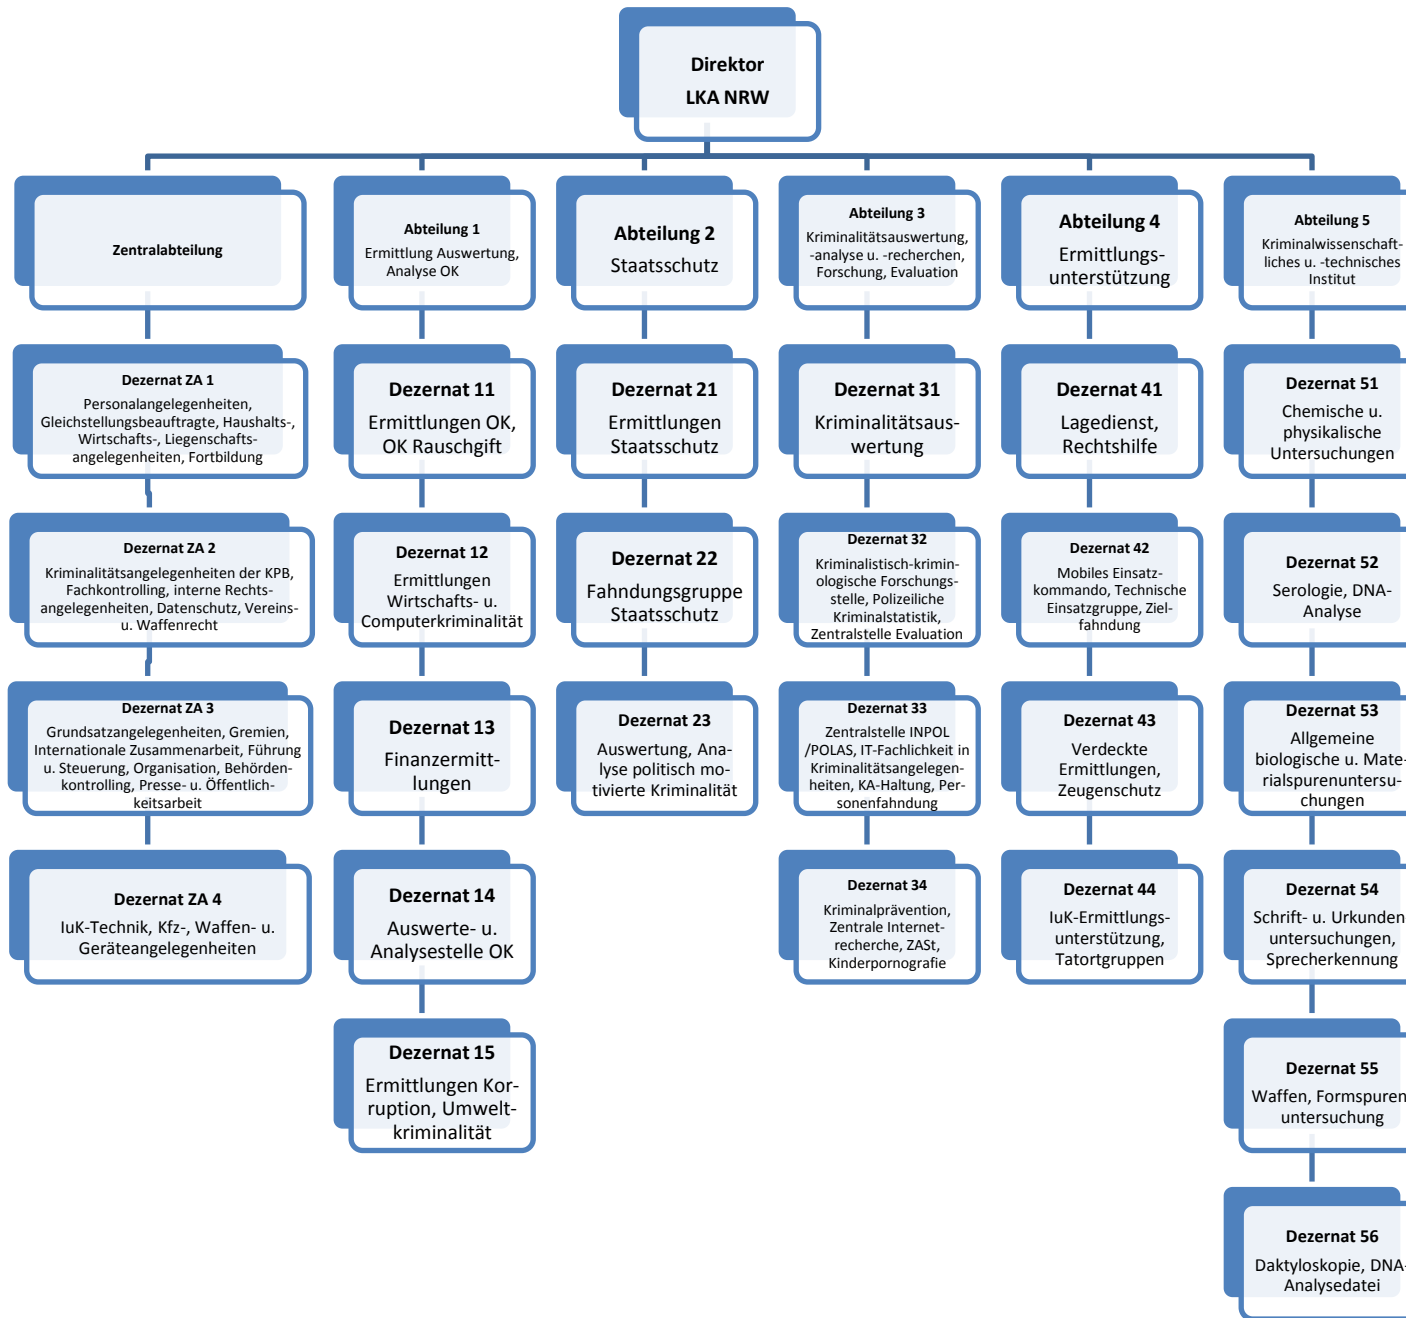 Direktor
LKA NRW
Zentralabteilung
Dezernat ZA 1
Personalangelegenheiten,
Gleichstellungsbeauftragte, Haushalts-,
Wirtschafts-, Liegenschafts-
angelegenheiten, Fortbildung
Dezernat ZA 2
Kriminalitätsangelegenheiten der KPB,
Fachkontrolling, interne Rechts-
angelegenheiten, Datenschutz, Vereins-
u. Waffenrecht
Dezernat ZA 3
Grundsatzangelegenheiten, Gremien,
Internationale Zusammenarbeit, Führung
u. Steuerung, Organisation, Behörden-
kontrolling, Presse- u. Öffentlich-
keitsarbeit
Dezernat ZA 4
IuK-Technik, Kfz-, Waffen- u.
Geräteangelegenheiten
Abteilung 1
Ermittlung Auswertung,
Analyse OK
Dezernat 11
Ermittlungen OK,
OK Rauschgift
Dezernat 12
Ermittlungen
Wirtschafts- u.
Computerkriminalität
Dezernat 13
Finanzermitt-
lungen
Dezernat 14
Auswerte- u.
Analysestelle OK
Dezernat 15
Ermittlungen Kor-
ruption, Umwelt-
kriminalität
Abteilung 2
Staatsschutz
Dezernat 21
Ermittlungen
Staatsschutz
Dezernat 22
Fahndungsgruppe
Staatsschutz
Dezernat 23
Auswertung, Ana-
lyse politisch mo-
tivierte Kriminalität
Abteilung 3
Kriminalitätsauswertung,
-analyse u. -recherchen,
Forschung, Evaluation
Dezernat 31
Kriminalitätsaus-
wertung
Dezernat 32
Kriminalistisch-krimin-
ologische Forschungs-
stelle, Polizeiliche
Kriminalstatistik,
Zentralstelle Evaluation
Dezernat 33
Zentralstelle INPOL
/POLAS, IT-Fachlichkeit in
Kriminalitätsangelegen-
heiten, KA-Haltung, Per-
sonenfahndung
Dezernat 34
Kriminalprävention,
Zentrale Internet-
recherche, ZASt,
Kinderpornografie
Abteilung 4
Ermittlungs-
unterstützung
Dezernat 41
Lagedienst,
Rechtshilfe
Dezernat 42
Mobiles Einsatz-
kommando, Technische
Einsatzgruppe, Ziel-
fahndung
Dezernat 43
Verdeckte
Ermittlungen,
Zeugenschutz
Dezernat 44
IuK-Ermittlungs-
unterstützung,
Tatortgruppen
Abteilung 5
Kriminalwissenschaft-
liches u. -technisches
Institut
Dezernat 51
Chemische u.
physikalische
Untersuchungen
Dezernat 52
Serologie, DNA-
Analyse
Dezernat 53
Allgemeine
biologische u. Mate-
rialspurenuntersu-
chungen
Dezernat 54
Schrift- u. Urkunden
untersuchungen,
Sprecherkennung
Dezernat 55
Waffen, Formspuren
untersuchung
Dezernat 56
Daktyloskopie, DNA-
Analysedatei